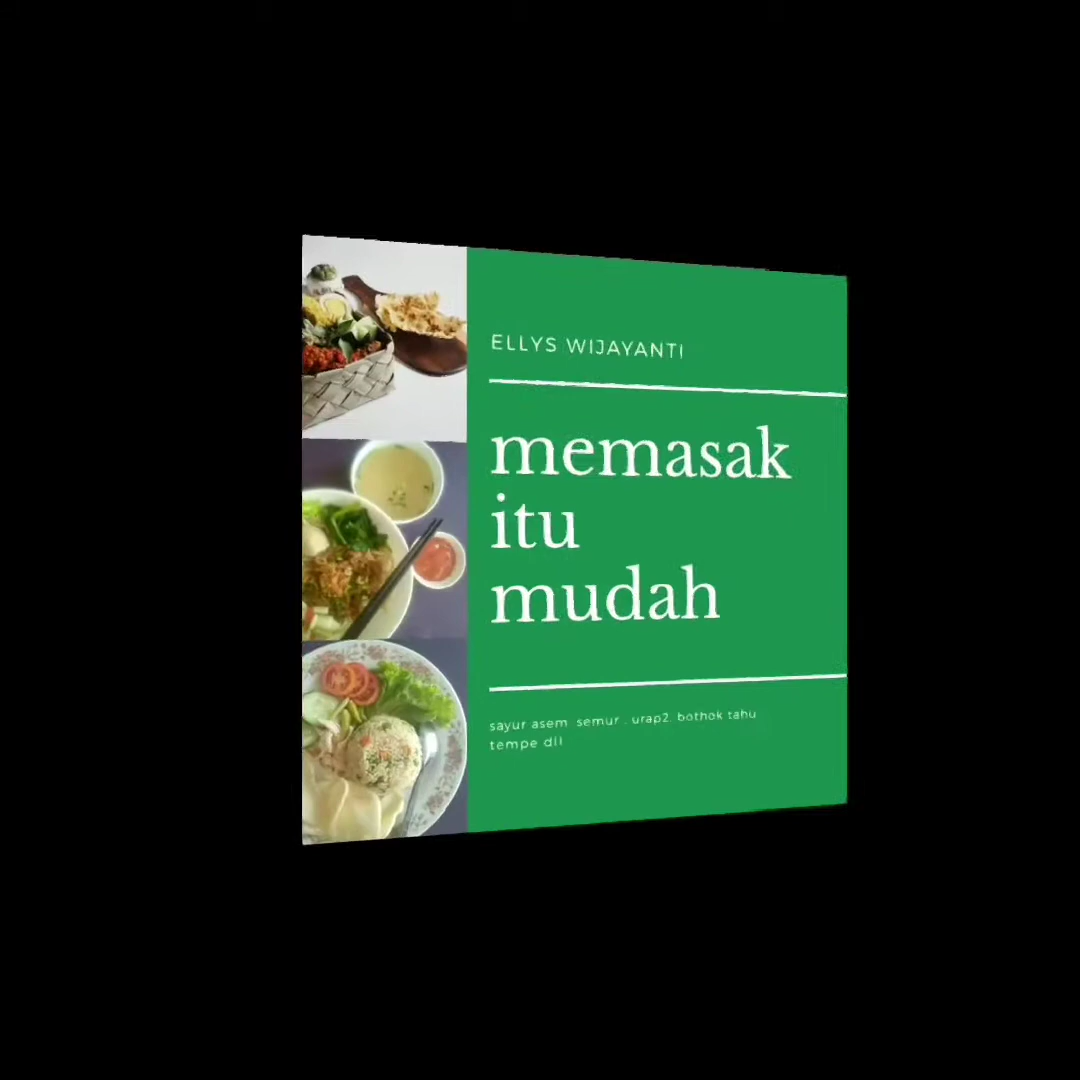 ELLYS WIJAYANTI
memasak
itu
mudah
sayur asem semur . urap2. bothok tahu
tempe dll